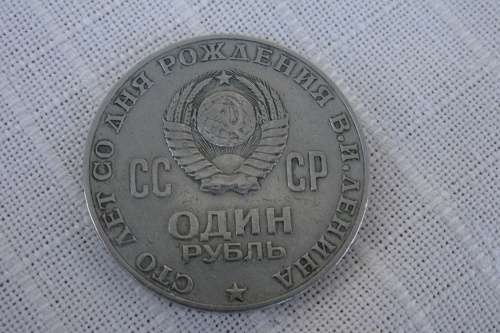 СТО ЛЕТ СО ДНЯ РОЖДЕНИЯ В.И.ЛЕНИНА
СС СР
ОДИН
РУБЛЬ